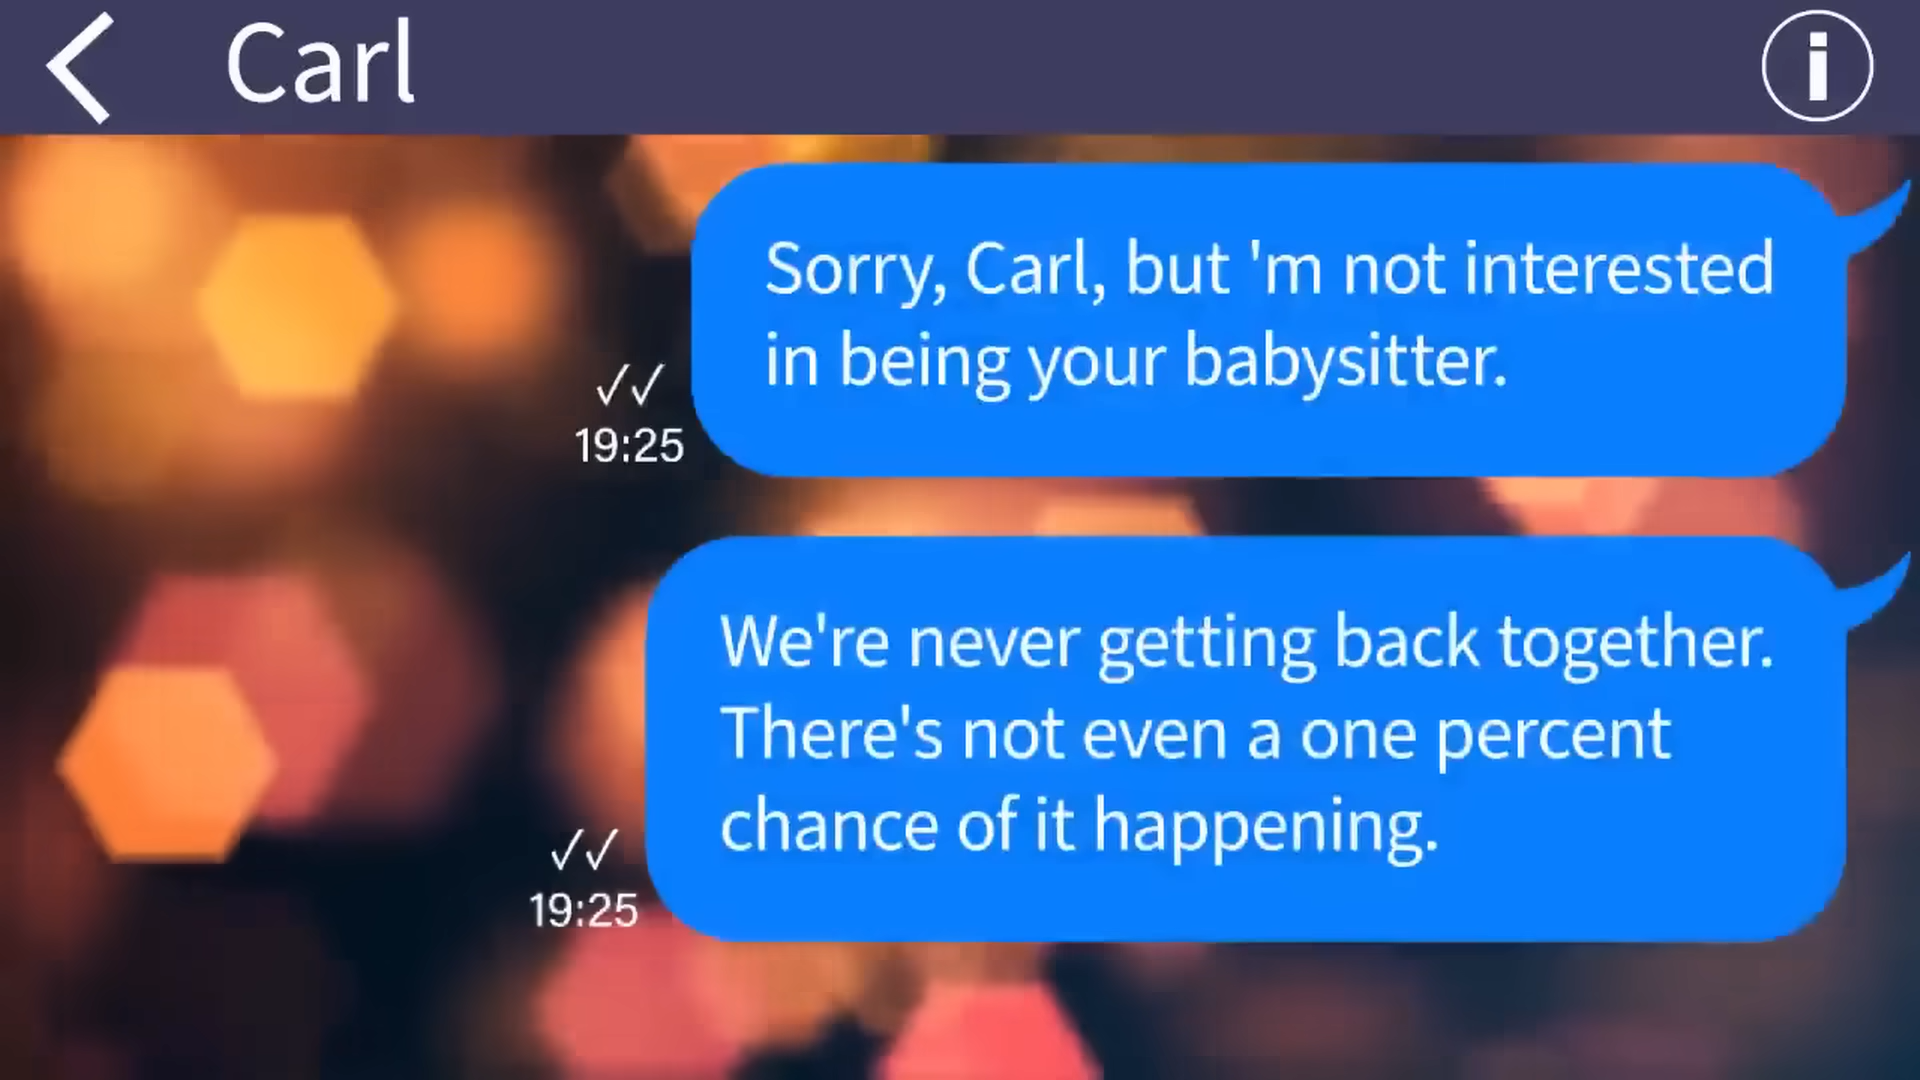 Carl
Sorry, Carl, but 'm not interested
in being your babysitter.
✓✓
19:25
We're never getting back together.
There's not even a one percent
chance of it happening.
✓✓
19:25